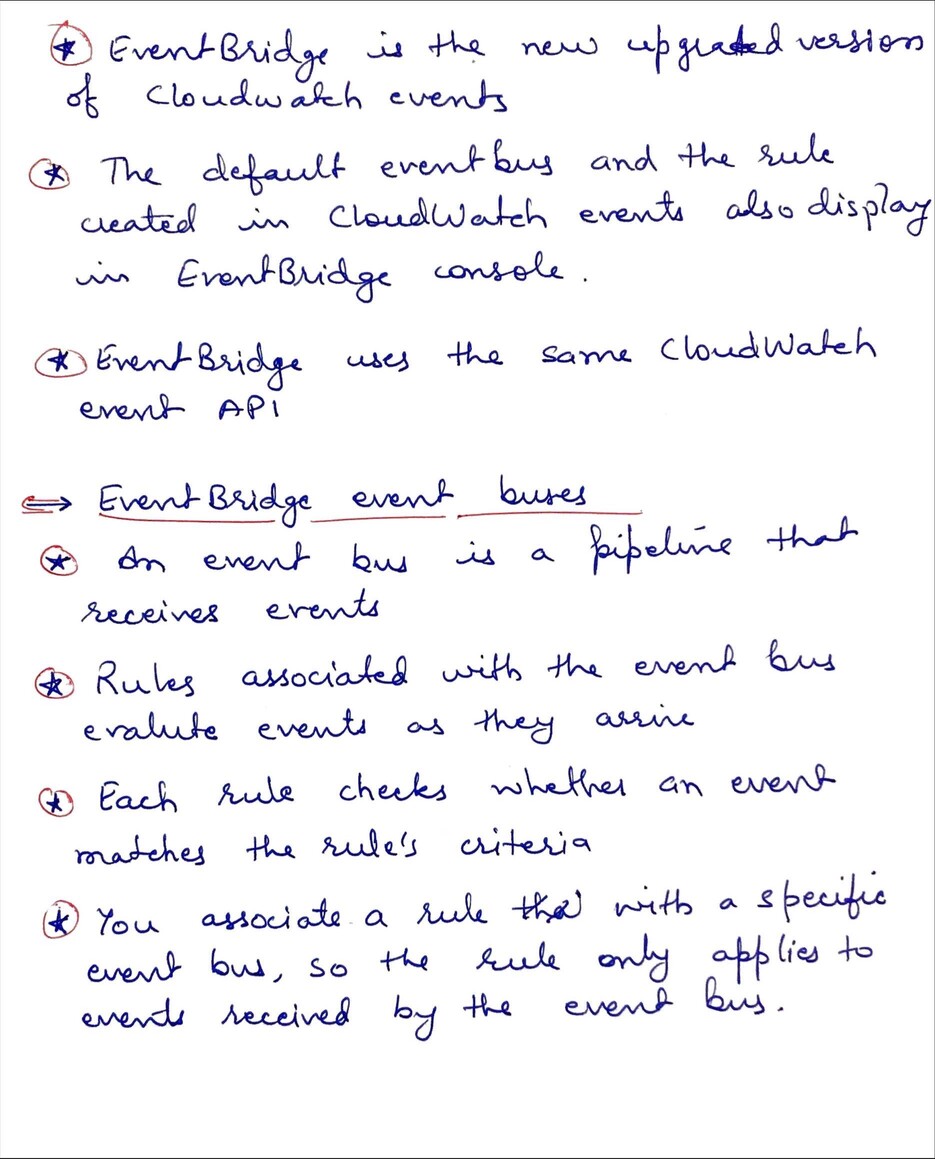 EventBridge is the new upgraded version
of Cloudwatch events
The default eventbus and the rule
created in CloudWatch events also display
in EventBridge console.
EventBridge uses the same CloudWatch
event API
⇒ EventBridge event buses
An event bus is a pipeline that
receives events
Rules associated with the event bus
evalute events as they arrive
Each rule checks whether an event
matches the rule's criteria
You associate a rule with a specific
event bus, so the rule only applies to
events received by the event bus.